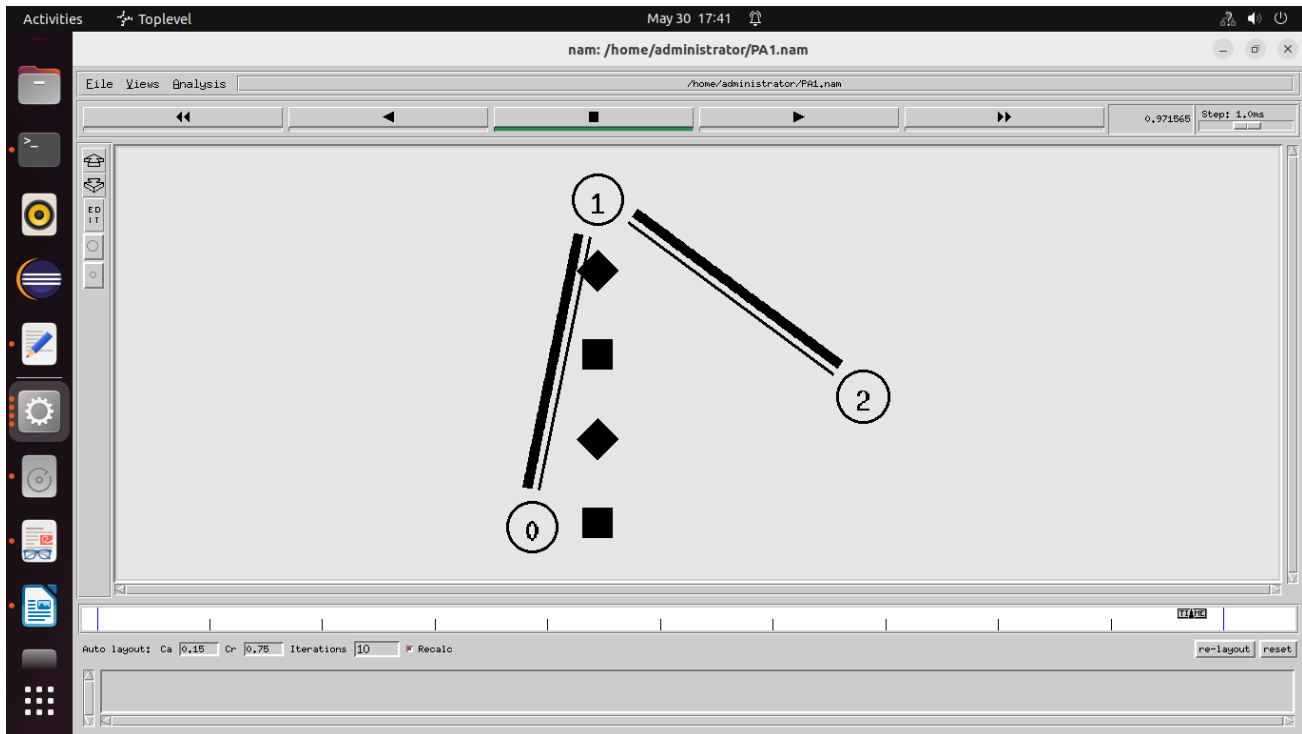 Activities Toplevel May 30 17:41
nam: /home/administrator/PA1.nam
File Views Analysis /home/administrator/PA1.nam
0.971565 Step: 1.0ms
ED
IT
1
2
0
TIME
Auto layout: Ca 0.15 Cr 0.75 Iterations 10 Recalc re-layout reset